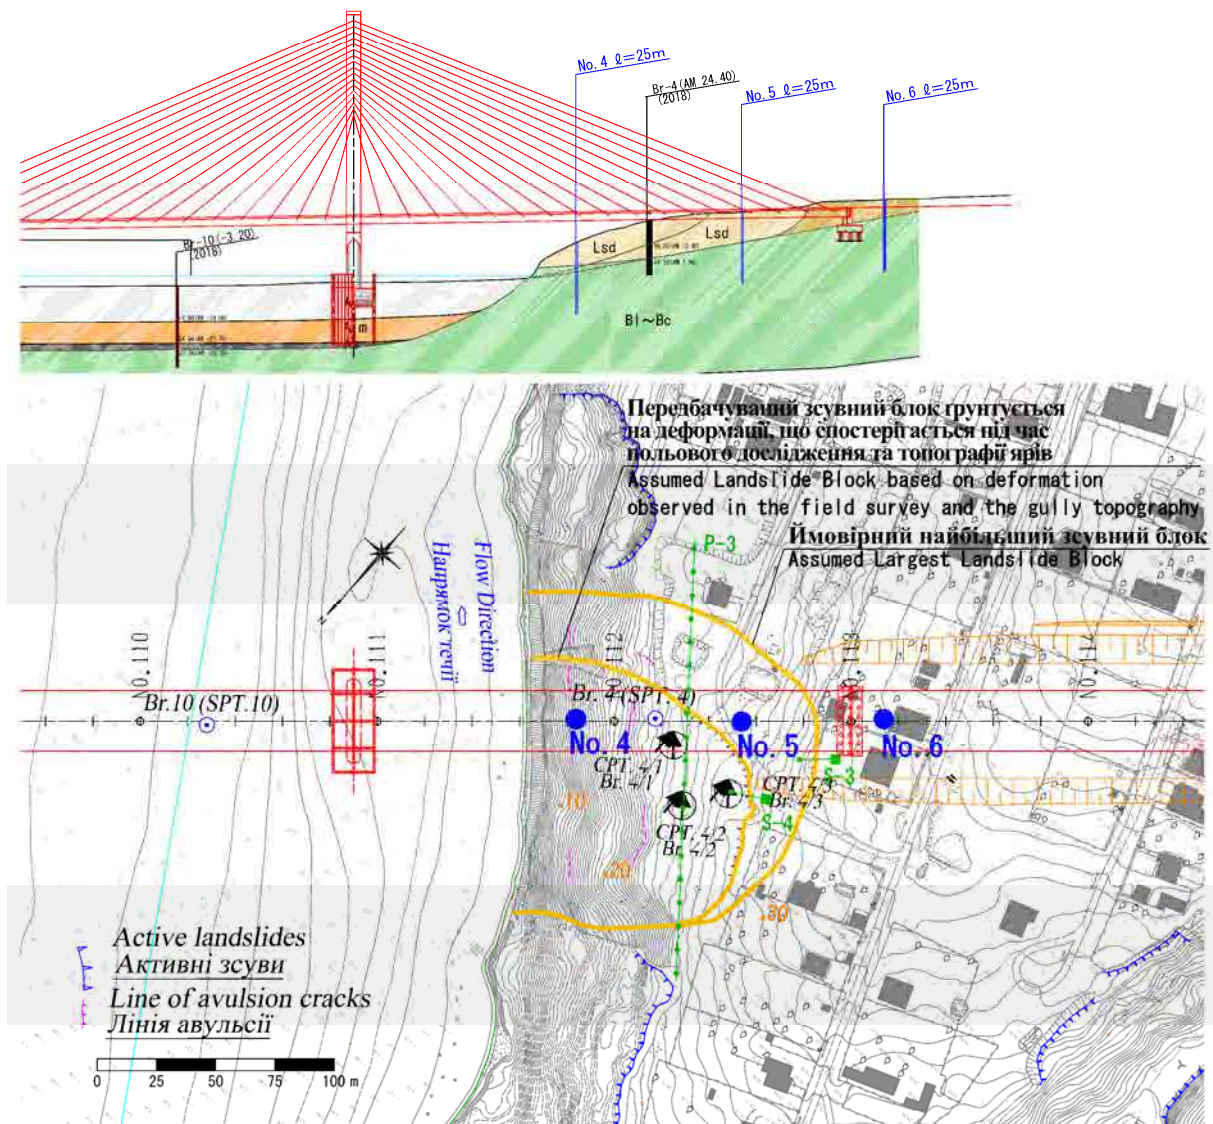 No. 4 ℓ=25m
Br-4 (AM 24.40)
(2018)
No. 5 ℓ=25m
No. 6 ℓ=25m
Br-10 (-3.20)
(2018)
Lsd
Lsd
m
Bl~Bc
Передбачуваний зсувний блок ґрунтується
на деформації, що спостерігається під час
польового дослідження та топографії ярів
Assumed Landslide Block based on deformation
observed in the field survey and the gully topography
Ймовірний найбільший зсувний блок
Assumed Largest Landslide Block
P-3
Flow Direction
Напрямок течії
N
NO.110
NO.111
NO.112
NO.113
NO.114
Br.10 (SPT.10)
Br. 4 (SPT. 4)
No. 4
No. 5
No. 6
CPT. 4/1
Br. 4/1
CPT. 4/3
Br. 4/3
S-3
S-4
CPT. 4/2
Br. 4/2
.10
.20
.30
Active landslides
Активні зсуви
Line of avulsion cracks
Лінія авульсії
0 25 50 75 100 m